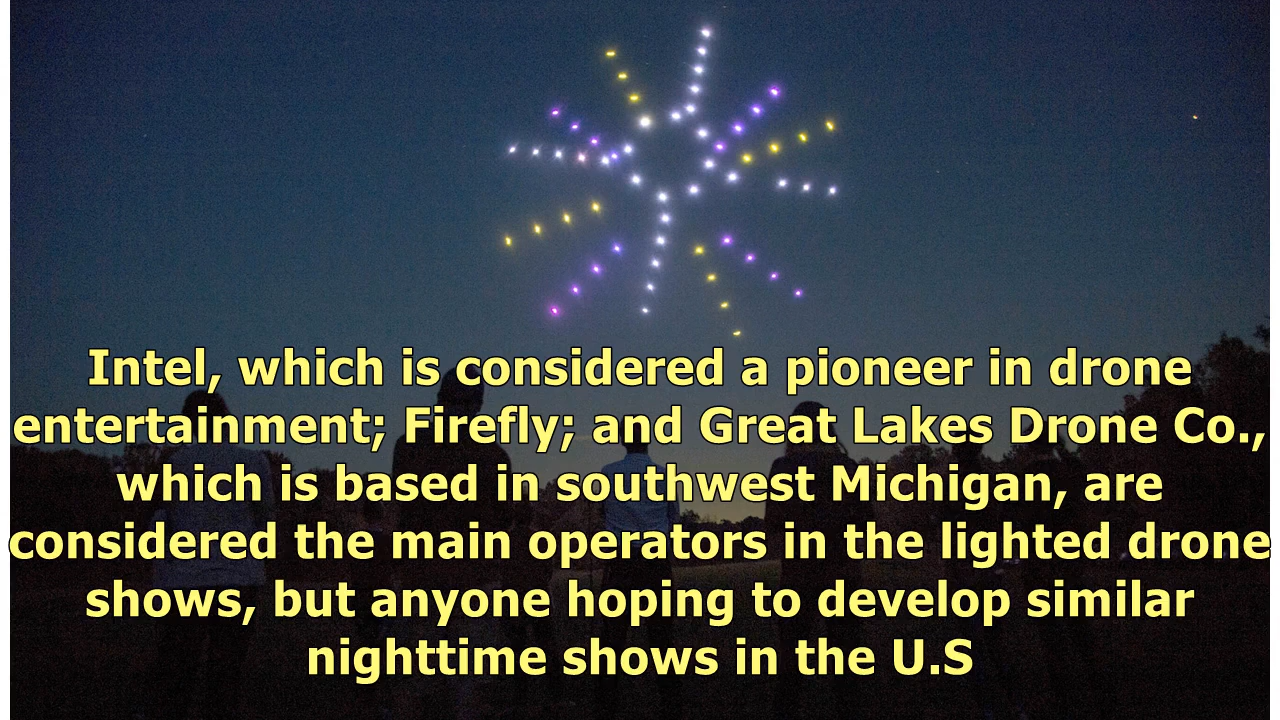 Intel, which is considered a pioneer in drone
entertainment; Firefly; and Great Lakes Drone Co.,
which is based in southwest Michigan, are
considered the main operators in the lighted drone
shows, but anyone hoping to develop similar
nighttime shows in the U.S